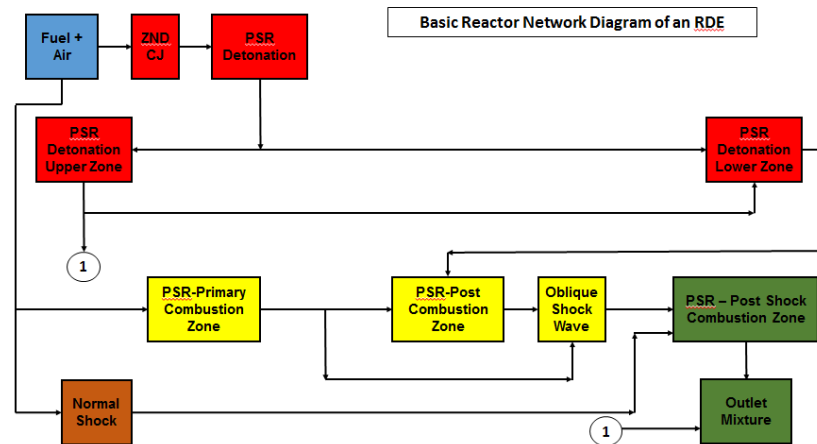 Basic Reactor Network Diagram of an RDE
Fuel +
Air
ZND
CJ
PSR
Detonation
PSR
Detonation
Upper Zone
PSR
Detonation
Lower Zone
1
PSR-Primary
Combustion
Zone
PSR-Post
Combustion
Zone
Oblique
Shock
Wave
PSR – Post Shock
Combustion Zone
Normal
Shock
1
Outlet
Mixture